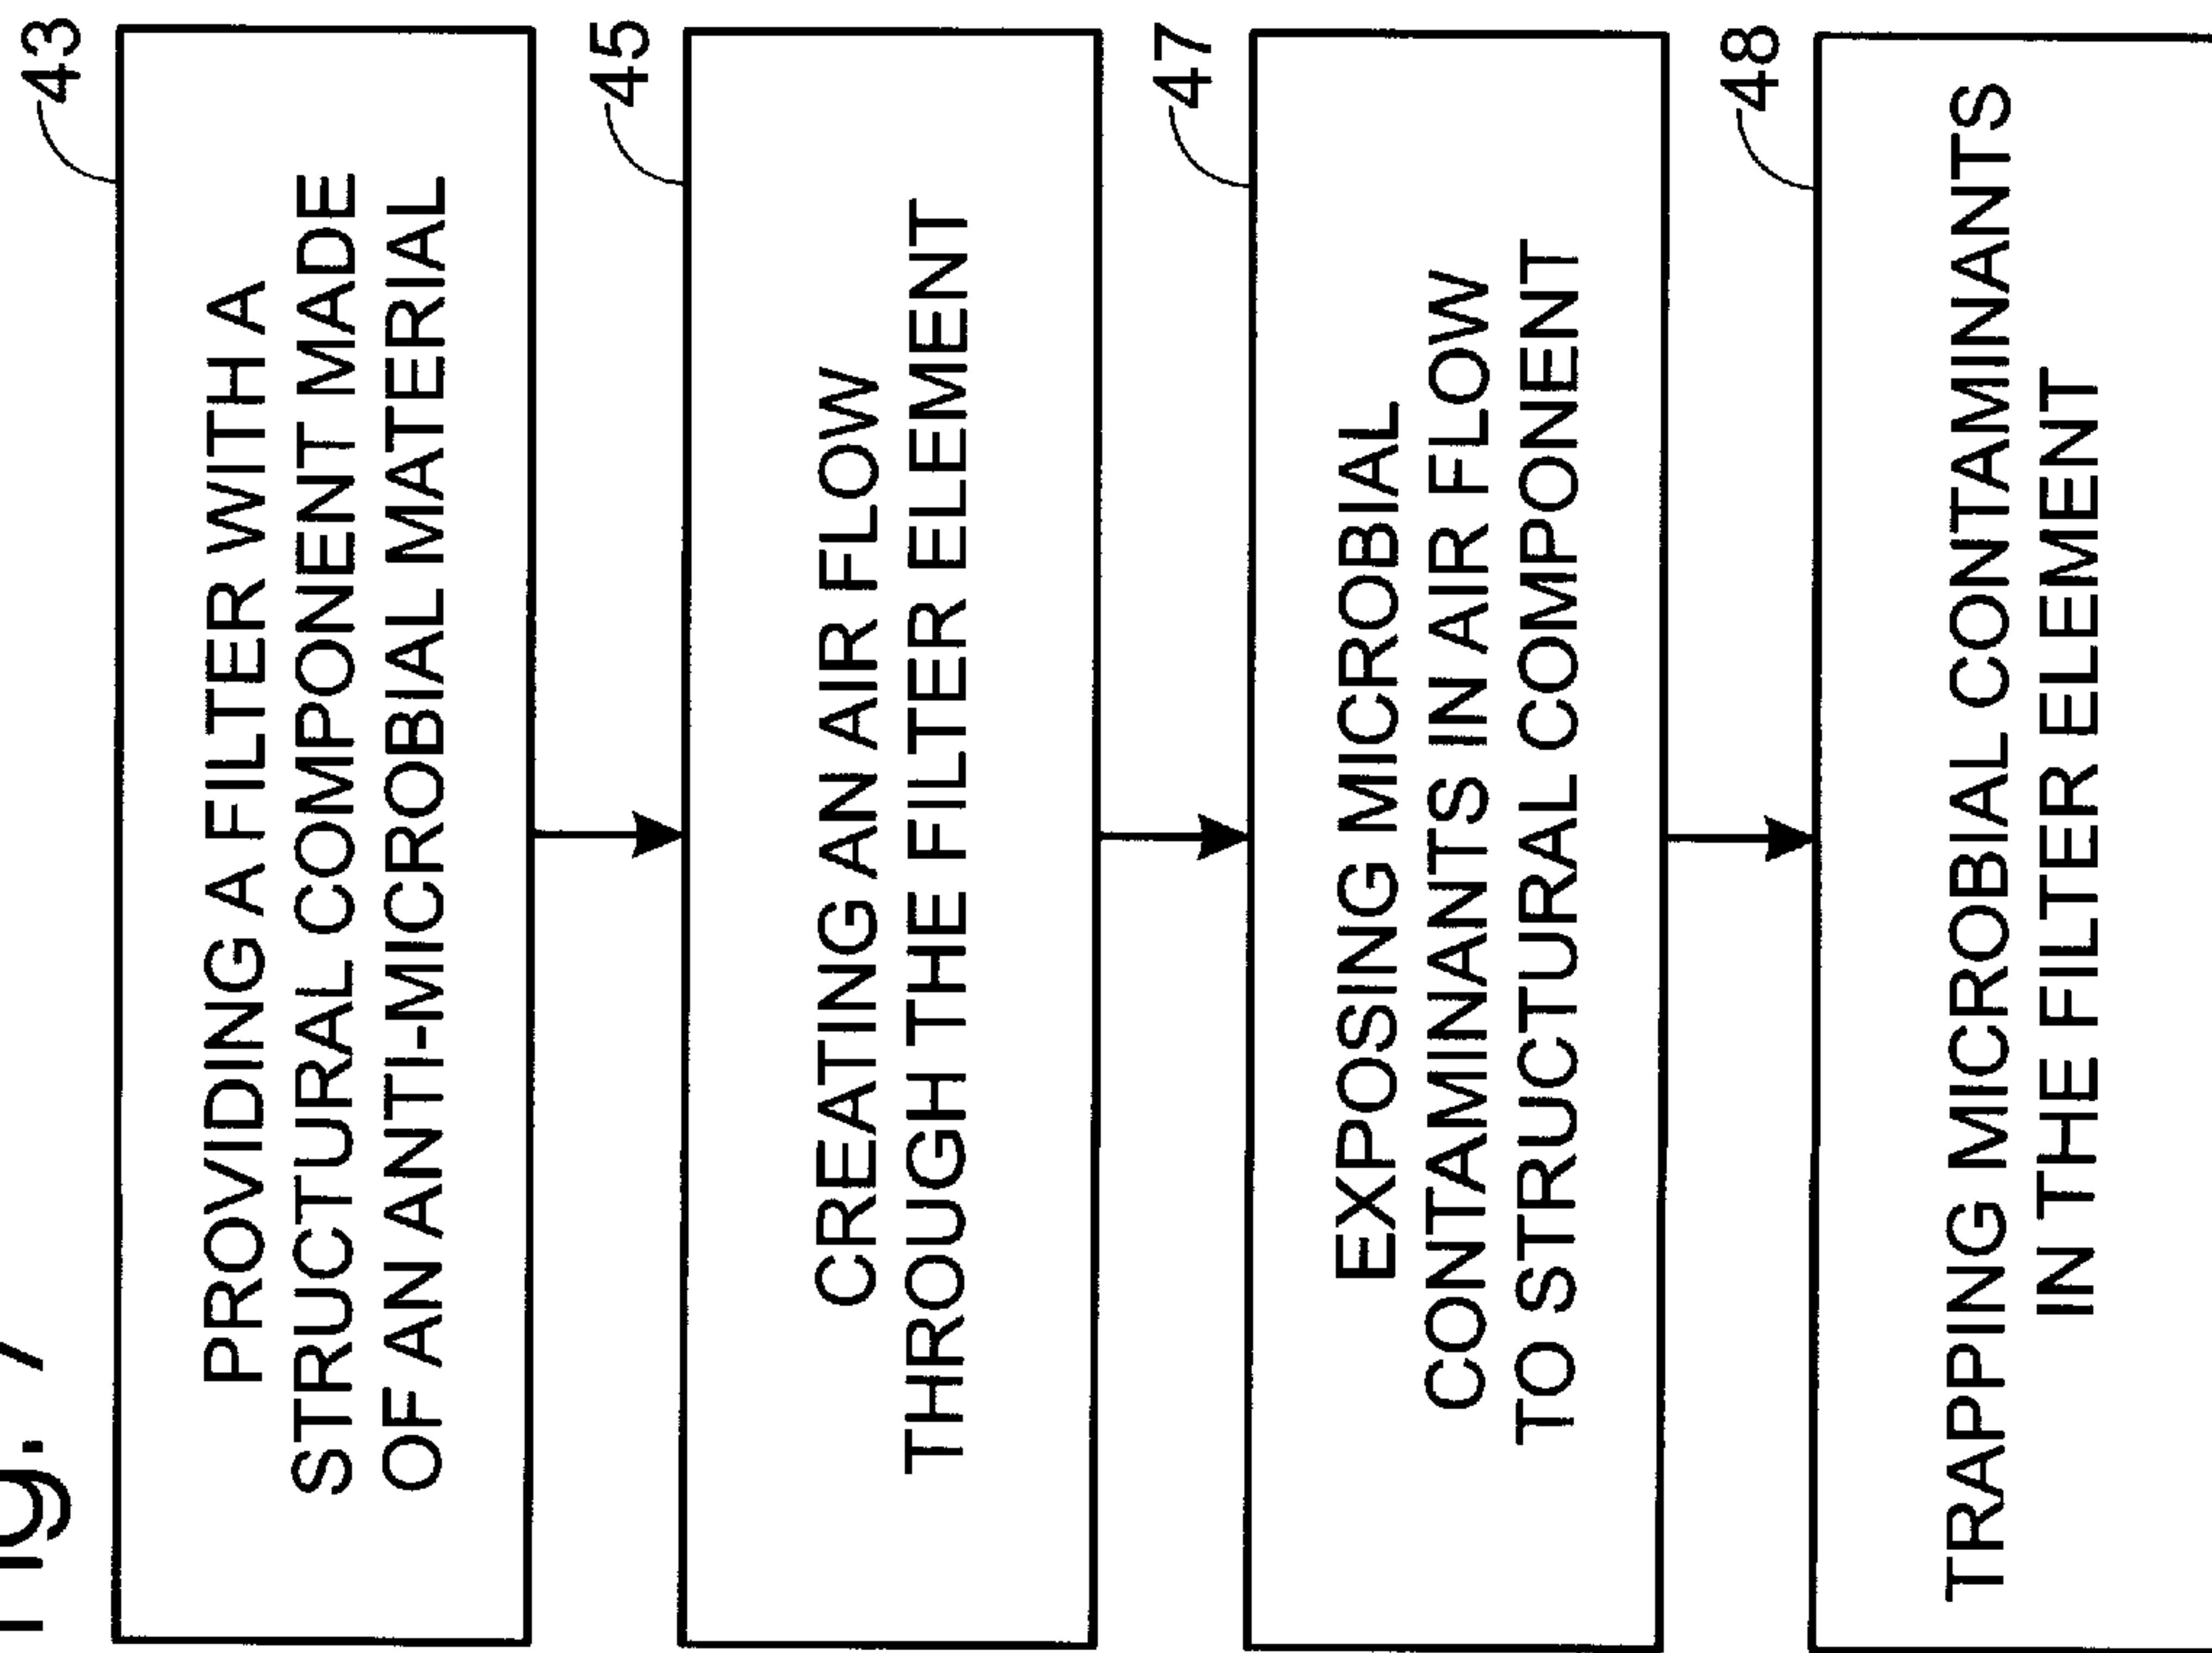 Fig. 7
43
PROVIDING A FILTER WITH A
STRUCTURAL COMPONENT MADE
OF AN ANTI-MICROBIAL MATERIAL
45
CREATING AN AIR FLOW
THROUGH THE FILTER ELEMENT
47
EXPOSING MICROBIAL
CONTAMINANTS IN AIR FLOW
TO STRUCTURAL COMPONENT
48
TRAPPING MICROBIAL CONTAMINANTS
IN THE FILTER ELEMENT